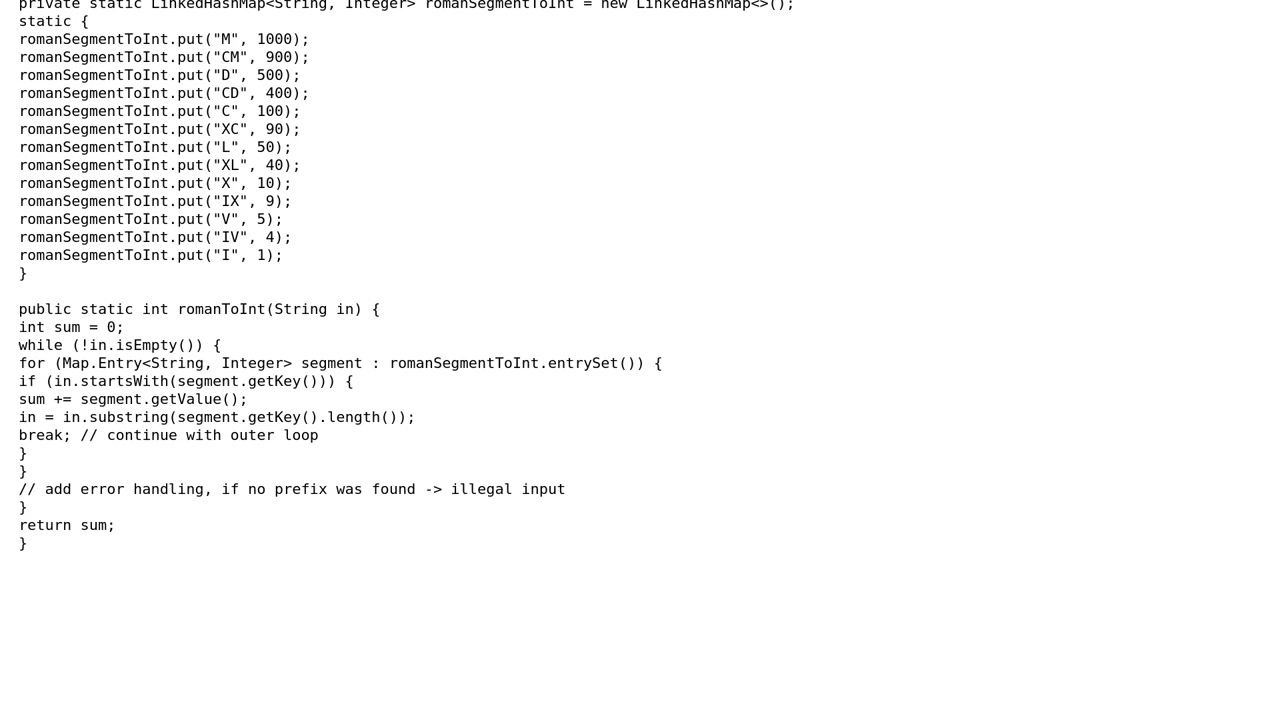 private static LinkedHashMap<String, Integer> romanSegmentToInt = new LinkedHashMap<>();
static {
romanSegmentToInt.put("M", 1000);
romanSegmentToInt.put("CM", 900);
romanSegmentToInt.put("D", 500);
romanSegmentToInt.put("CD", 400);
romanSegmentToInt.put("C", 100);
romanSegmentToInt.put("XC", 90);
romanSegmentToInt.put("L", 50);
romanSegmentToInt.put("XL", 40);
romanSegmentToInt.put("X", 10);
romanSegmentToInt.put("IX", 9);
romanSegmentToInt.put("V", 5);
romanSegmentToInt.put("IV", 4);
romanSegmentToInt.put("I", 1);
}

public static int romanToInt(String in) {
int sum = 0;
while (!in.isEmpty()) {
for (Map.Entry<String, Integer> segment : romanSegmentToInt.entrySet()) {
if (in.startsWith(segment.getKey())) {
sum += segment.getValue();
in = in.substring(segment.getKey().length());
break; // continue with outer loop
}
}
// add error handling, if no prefix was found -> illegal input
}
return sum;
}